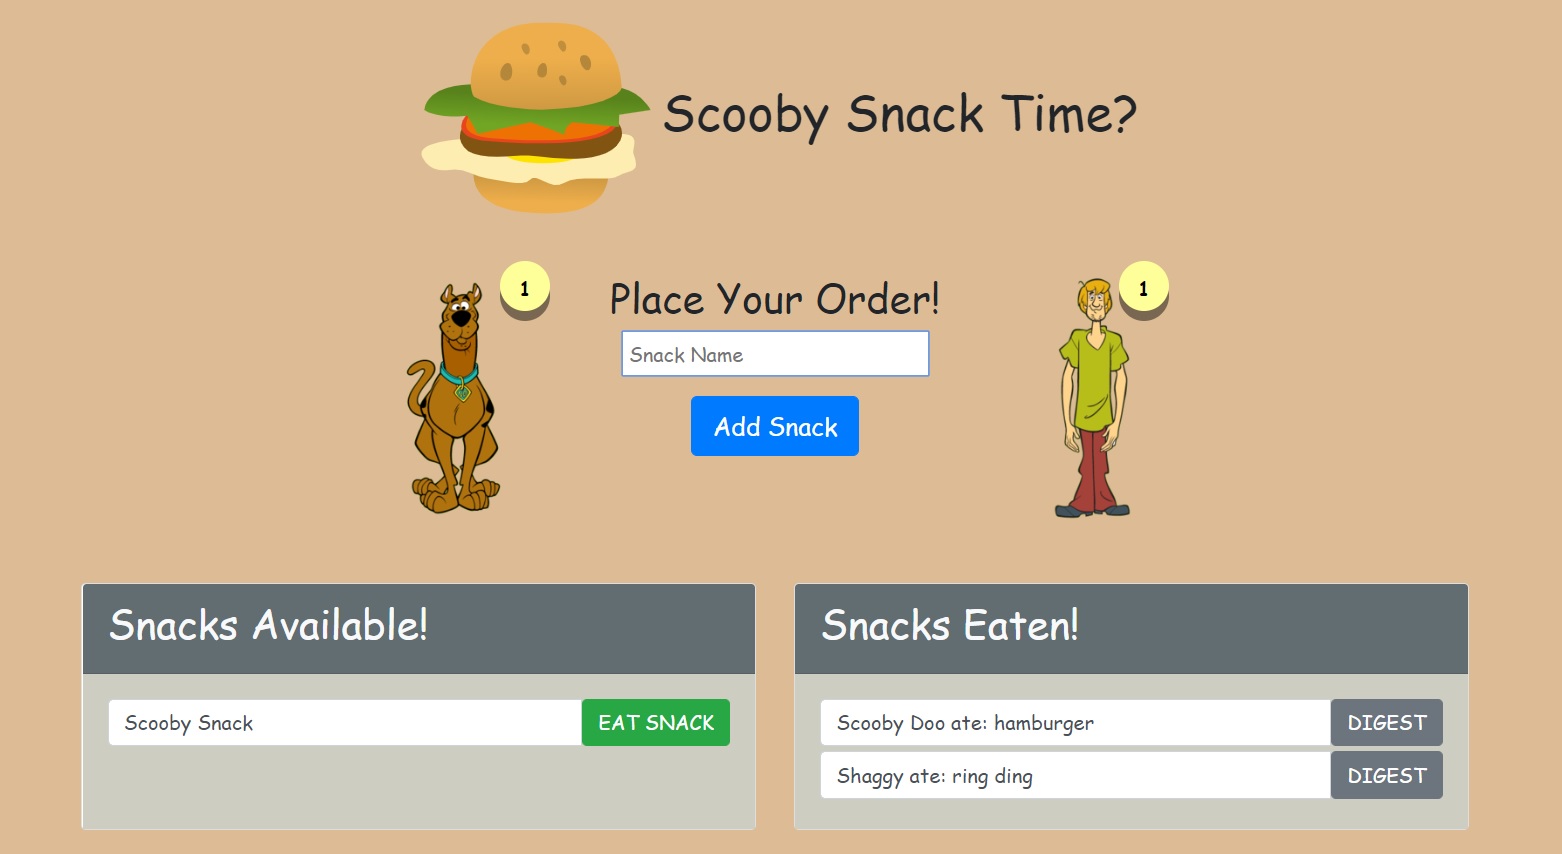 Scooby Snack Time?
1
Place Your Order!
1
Snack Name
Add Snack
Snacks Available!
Scooby Snack
EAT SNACK
Snacks Eaten!
Scooby Doo ate: hamburger
DIGEST
Shaggy ate: ring ding
DIGEST